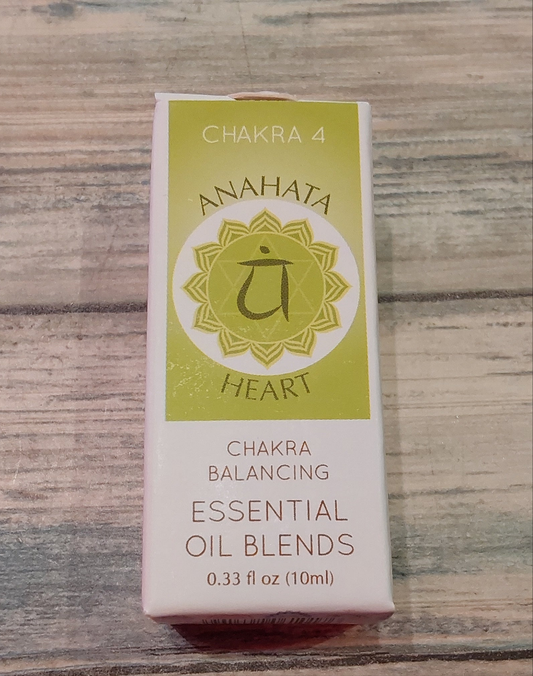 CHAKRA 4
ANAHATA
यं
HEART
CHAKRA
BALANCING
ESSENTIAL
OIL BLENDS
0.33 fl oz (10ml)